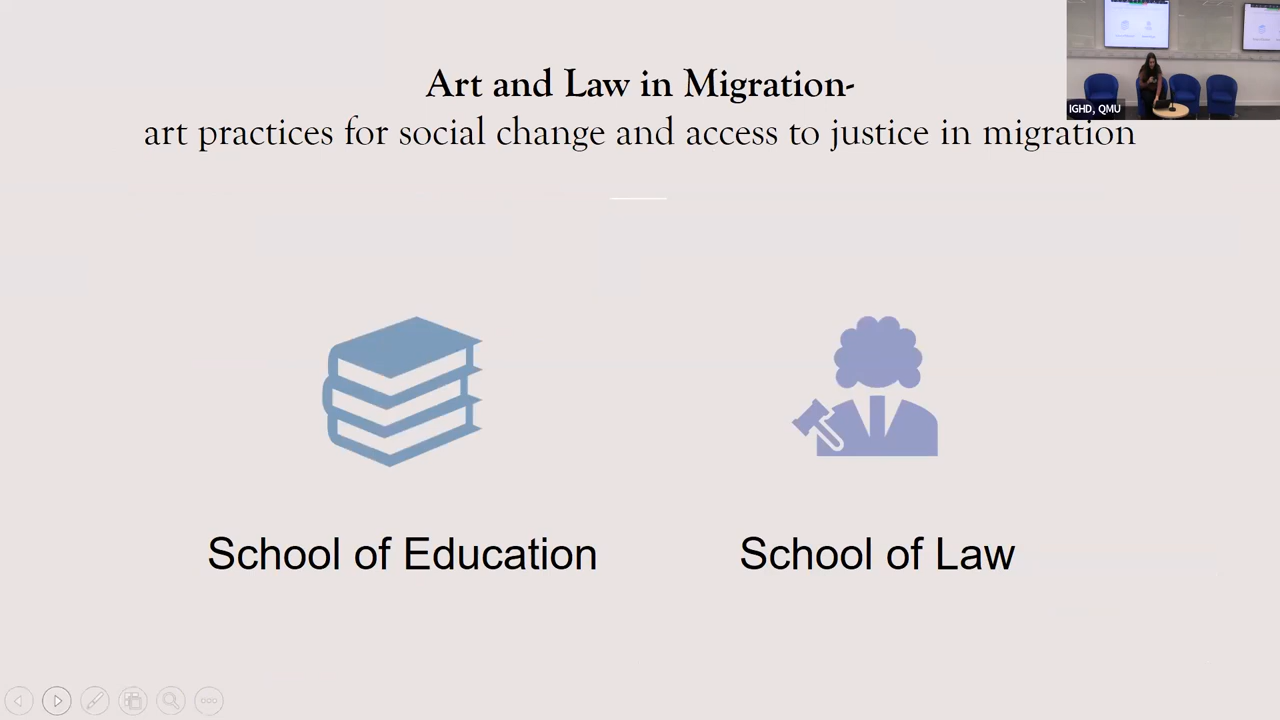 Art and Law in Migration-
art practices for social change and access to justice in migration
IGHD, QMU
School of Education
School of Law